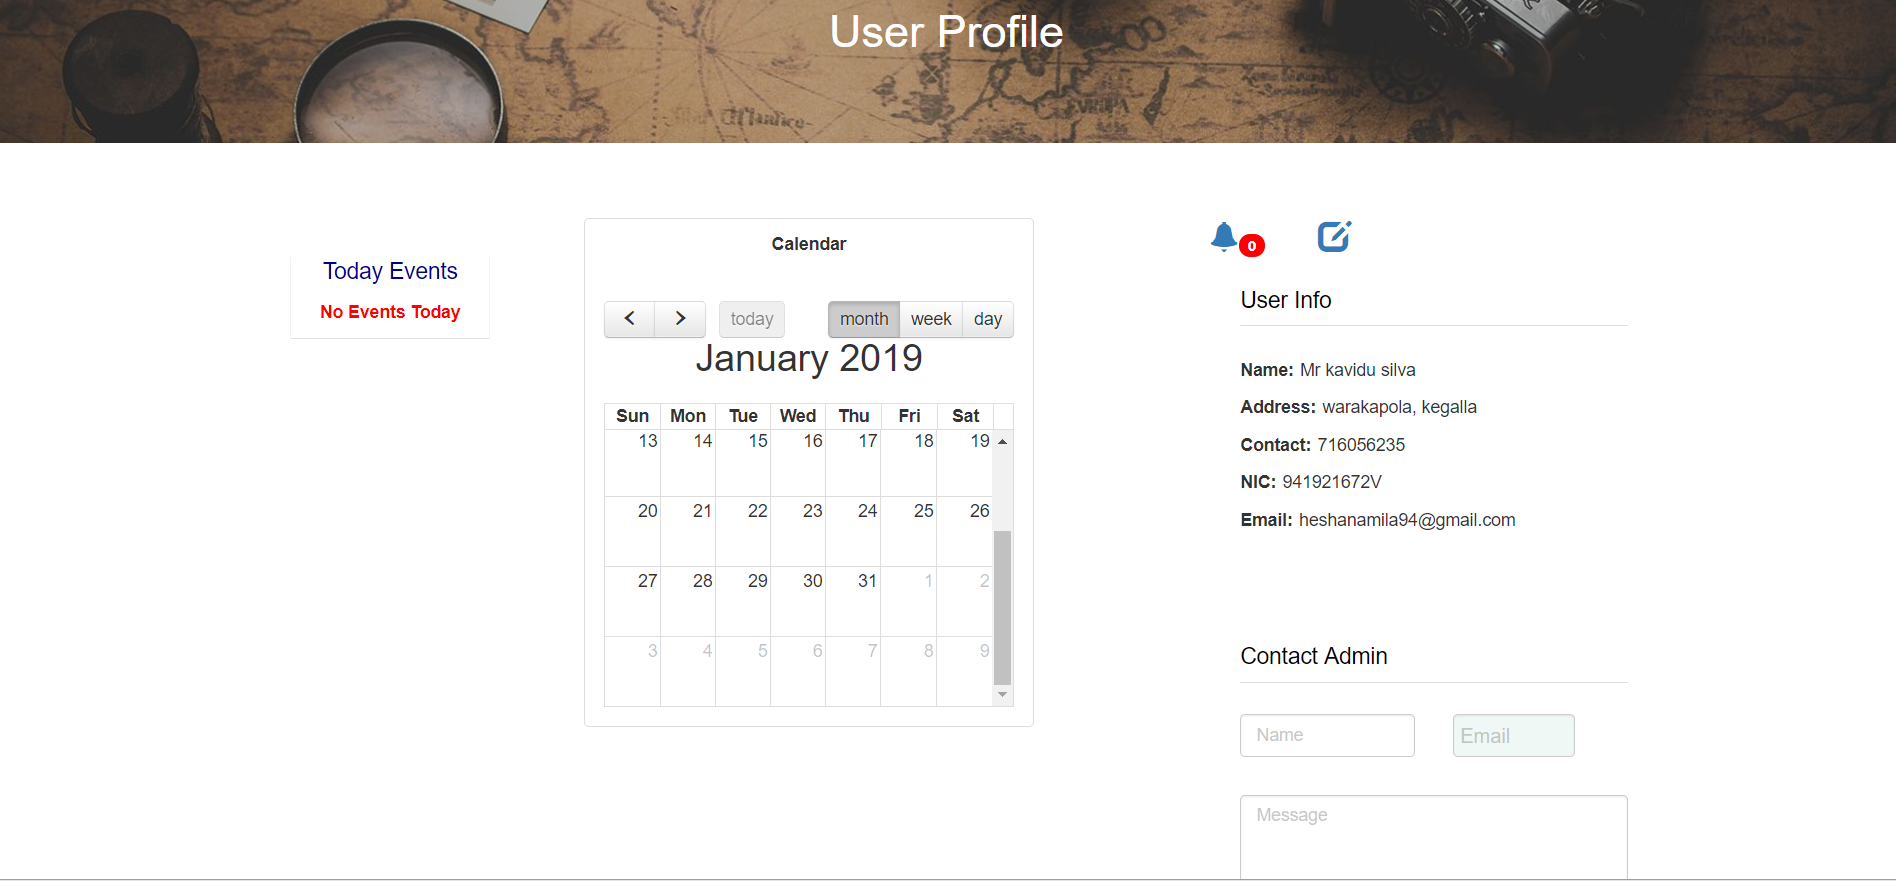 User Profile
Today Events
No Events Today
Calendar
today
month week day
January 2019
Sun Mon Tue Wed Thu Fri Sat
13 14 15 16 17 18 19
20 21 22 23 24 25 26
27 28 29 30 31 1 2
3 4 5 6 7 8 9
0
User Info
Name: Mr kavidu silva
Address: warakapola, kegalla
Contact: 716056235
NIC: 941921672V
Email: heshanamila94@gmail.com
Contact Admin
Name Email
Message